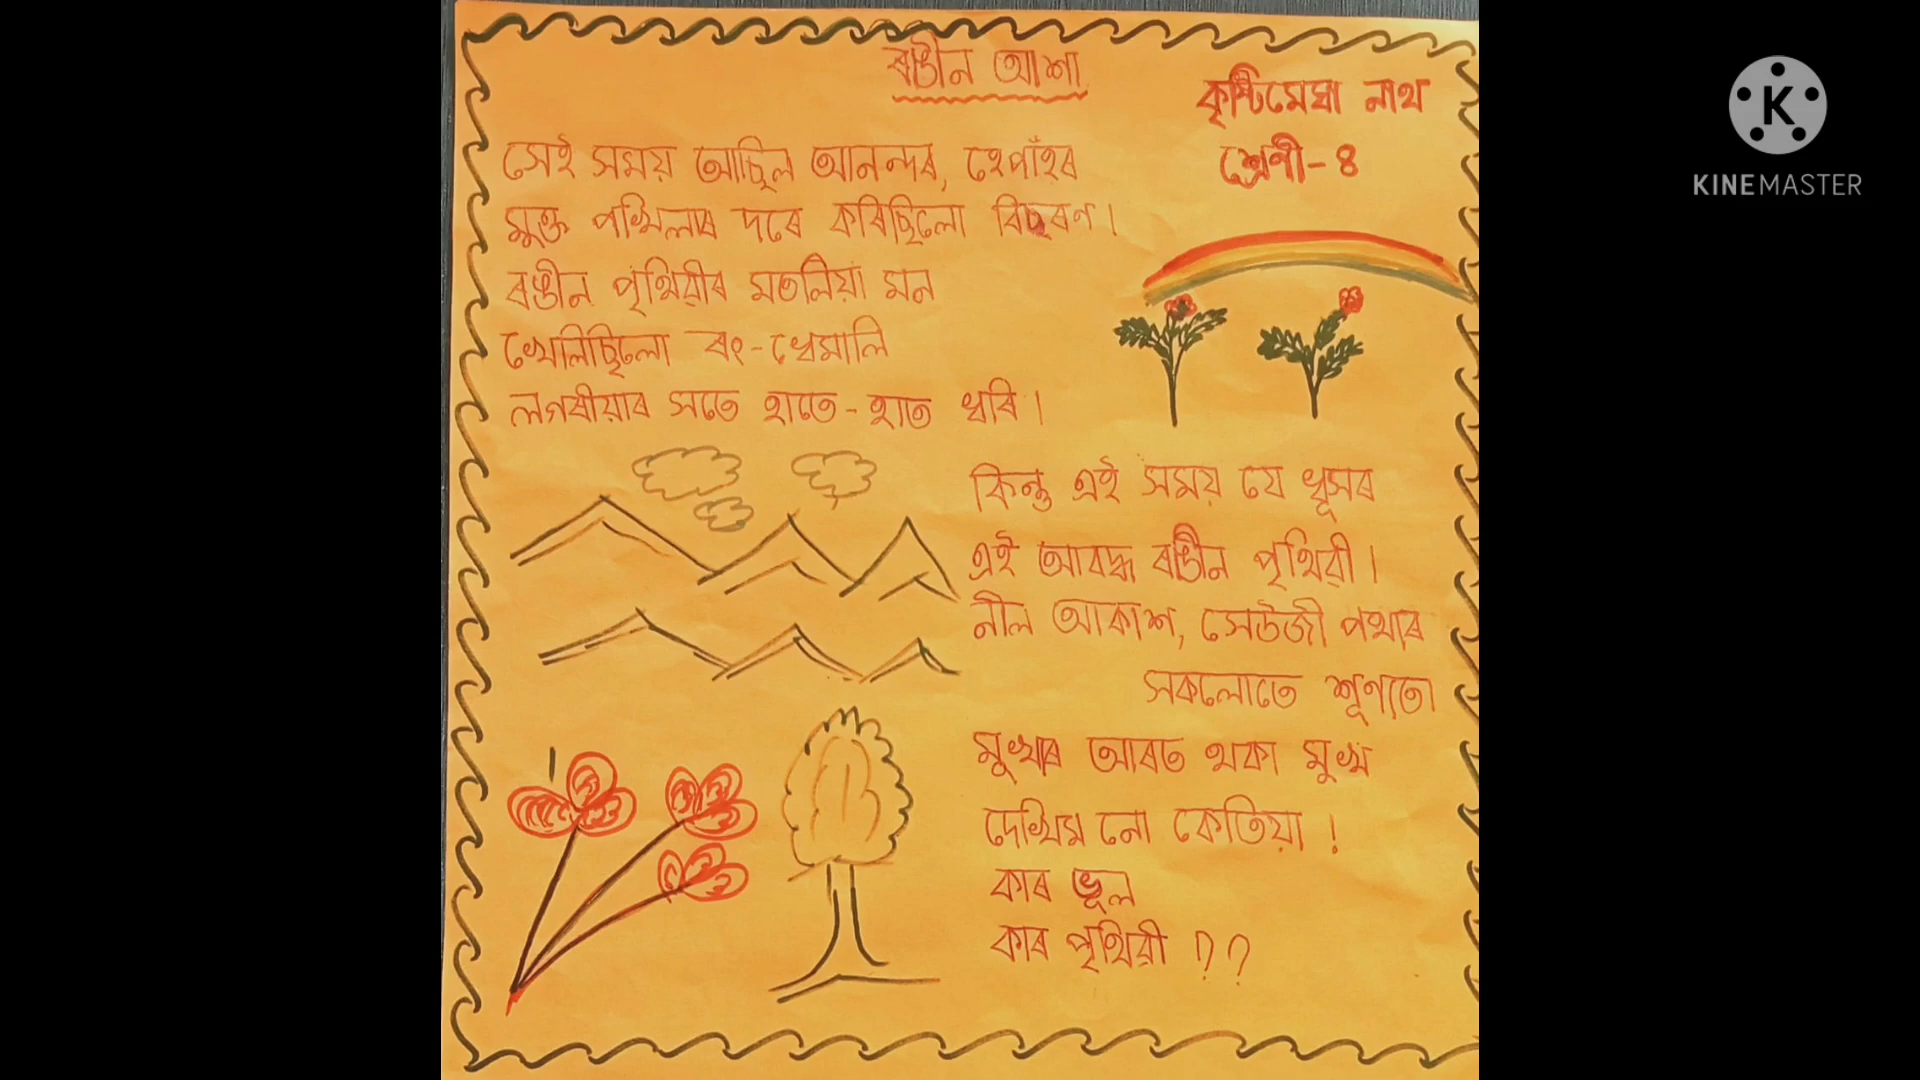 ৰঙীন আশা
কৃষ্টিমেঘা নাথ
শ্ৰেণী-৪
সেই সময় আছিল আনন্দৰ, হেপাঁহৰ
মুক্ত পখিলাৰ দৰে কৰিছিলো বিচৰণ।
ৰঙীন পৃথিৱীৰ মতলিয়া মন
খেলিছিলো ৰং-ধেমালি
লগৰীয়াৰ সতে হাতে-হাত ধৰি।
কিন্তু এই সময় যে ধূসৰ
এই আবদ্ধ ৰঙীন পৃথিৱী।
নীল আকাশ, সেউজী পথাৰ
সকলোতে শূণ্যতা
মুখাৰ আৰত থকা মুখ
দেখিম নো কেতিয়া !
কাৰ ভূল
কাৰ পৃথিৱী ??
K
KINEMASTER